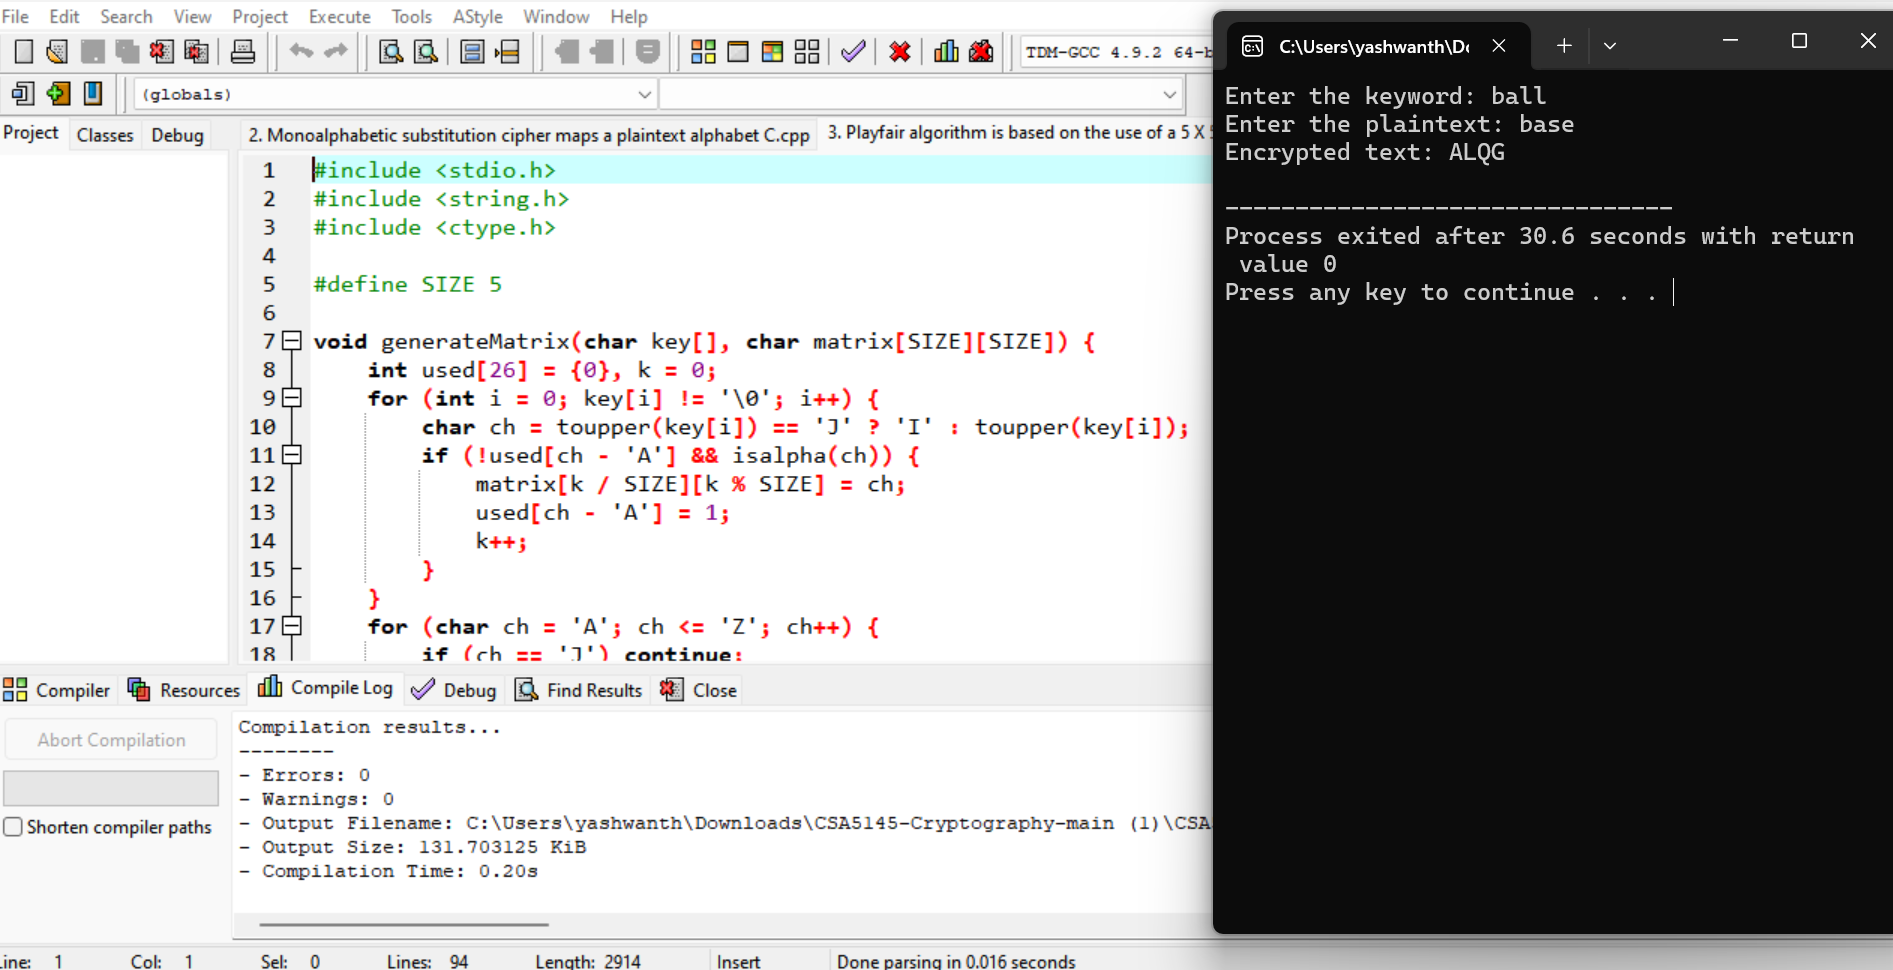 File Edit Search View Project Execute Tools AStyle Window Help
TDM-GCC 4.9.2 64-b
(globals)
Project Classes Debug
2. Monoalphabetic substitution cipher maps a plaintext alphabet C.cpp
3. Playfair algorithm is based on the use of a 5 X 5
1 #include <stdio.h>
2 #include <string.h>
3 #include <ctype.h>
4
5 #define SIZE 5
6
7 void generateMatrix(char key[], char matrix[SIZE][SIZE]) {
8 int used[26] = {0}, k = 0;
9 for (int i = 0; key[i] != '\0'; i++) {
10 char ch = toupper(key[i]) == 'J' ? 'I' : toupper(key[i]);
11 if (!used[ch - 'A'] && isalpha(ch)) {
12 matrix[k / SIZE][k % SIZE] = ch;
13 used[ch - 'A'] = 1;
14 k++;
15 }
16 }
17 for (char ch = 'A'; ch <= 'Z'; ch++) {
18 if (ch == 'J') continue;
Compiler Resources Compile Log Debug Find Results Close
Abort Compilation
Shorten compiler paths
Compilation results...
--------
- Errors: 0
- Warnings: 0
- Output Filename: C:\Users\yashwanth\Downloads\CSA5145-Cryptography-main (1)\CSA
- Output Size: 131.703125 KiB
- Compilation Time: 0.20s
Line: 1 Col: 1 Sel: 0 Lines: 94 Length: 2914 Insert Done parsing in 0.016 seconds
C:\Users\yashwanth\Do
Enter the keyword: ball
Enter the plaintext: base
Encrypted text: ALQG
--------------------------------
Process exited after 30.6 seconds with return
value 0
Press any key to continue . . .